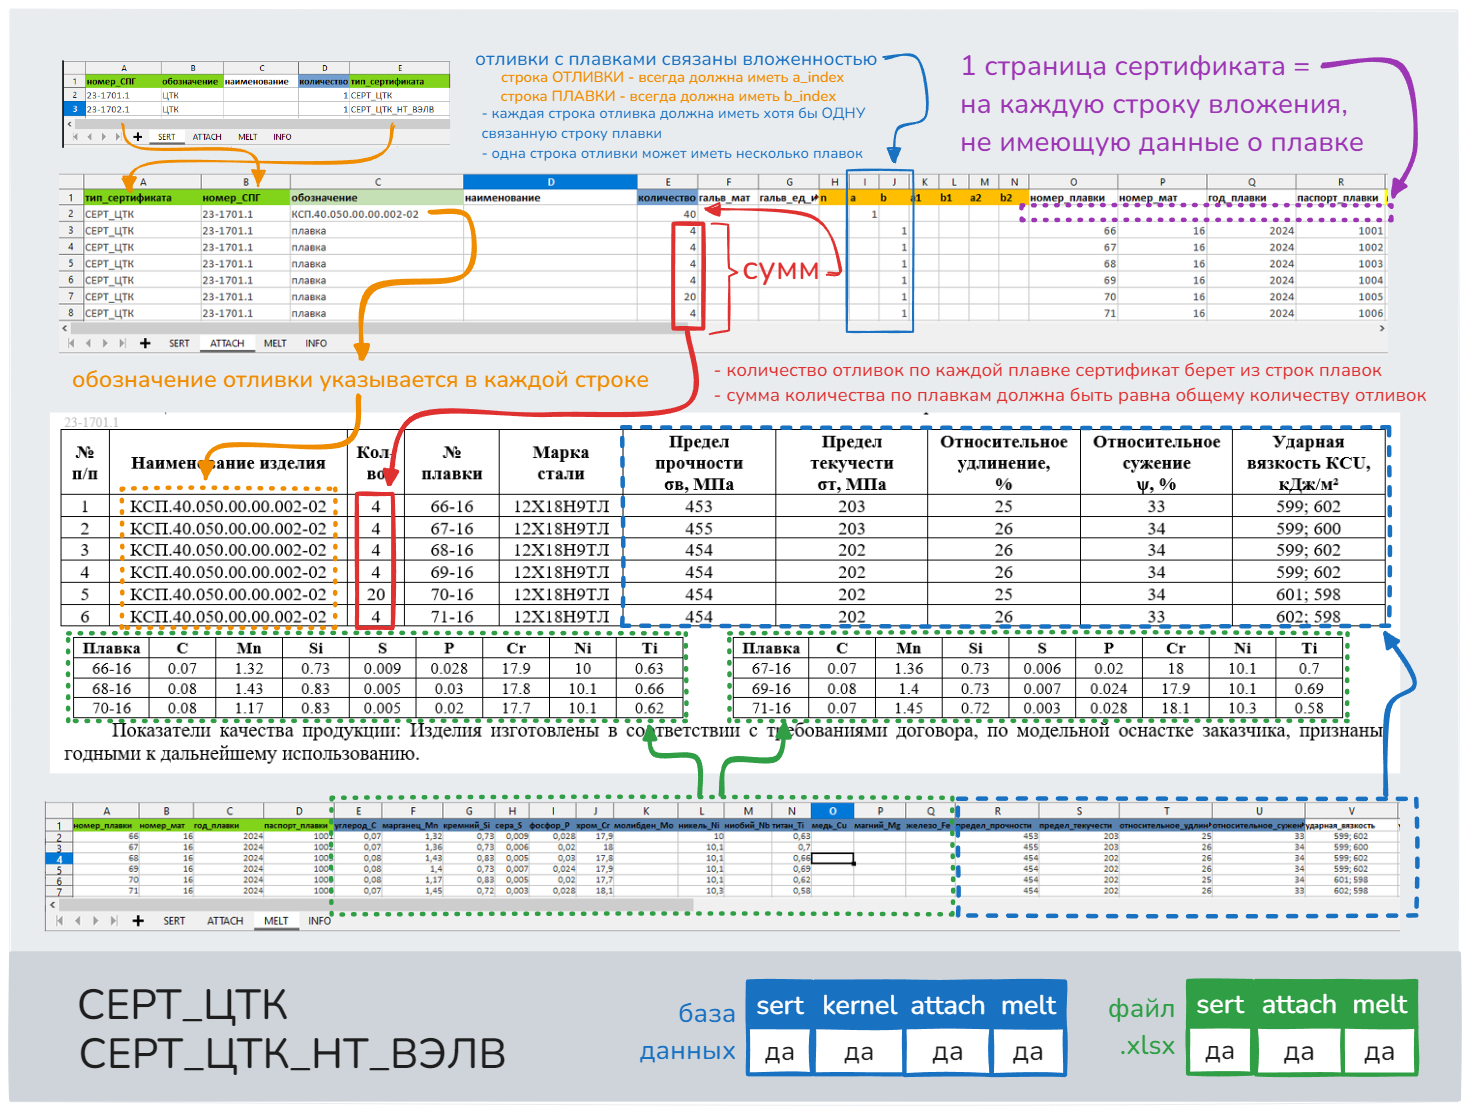 A B C D E
1 номер_СПГ обозначение наименование количество тип_сертификата
2 23-1701.1 ЦТК 1 СЕРТ_ЦТК
3 23-1702.1 ЦТК 1 СЕРТ_ЦТК_НТ_ВЭЛВ
SERT ATTACH MELT INFO
отливки с плавками связаны вложенностью
строка ОТЛИВКИ - всегда должна иметь a_index
строка ПЛАВКИ - всегда должна иметь b_index
- каждая строка отливка должна иметь хотя бы ОДНУ
связанную строку плавки
- одна строка отливки может иметь несколько плавок
1 страница сертификата =
на каждую строку вложения,
не имеющую данные о плавке
A B C D E F G H I J K L M N O P Q R
1 тип_сертификата номер_СПГ обозначение наименование количество гальв_мат гальв_ед_и n a b a1 b1 a2 b2 номер_плавки номер_мат год_плавки паспорт_плавки
2 СЕРТ_ЦТК 23-1701.1 КСП.40.050.00.00.002-02 40 1
3 СЕРТ_ЦТК 23-1701.1 плавка 4 1 66 16 2024 1001
4 СЕРТ_ЦТК 23-1701.1 плавка 4 1 67 16 2024 1002
5 СЕРТ_ЦТК 23-1701.1 плавка 4 1 68 16 2024 1003
6 СЕРТ_ЦТК 23-1701.1 плавка 4 1 69 16 2024 1004
7 СЕРТ_ЦТК 23-1701.1 плавка 20 1 70 16 2024 1005
8 СЕРТ_ЦТК 23-1701.1 плавка 4 1 71 16 2024 1006
сумм
SERT ATTACH MELT INFO
обозначение отливки указывается в каждой строке
- количество отливок по каждой плавке сертификат берет из строк плавок
- сумма количества по плавкам должна быть равна общему количеству отливок
23-1701.1
№ п/п Наименование изделия Кол-во № плавки Марка стали Предел прочности σв, МПа Предел текучести στ, МПа Относительное удлинение, % Относительное сужение ψ, % Ударная вязкость KCU, кДж/м²
1 КСП.40.050.00.00.002-02 4 66-16 12Х18Н9ТЛ 453 203 25 33 599; 602
2 КСП.40.050.00.00.002-02 4 67-16 12Х18Н9ТЛ 455 203 26 34 599; 600
3 КСП.40.050.00.00.002-02 4 68-16 12Х18Н9ТЛ 454 202 26 34 599; 602
4 КСП.40.050.00.00.002-02 4 69-16 12Х18Н9ТЛ 454 202 26 34 599; 602
5 КСП.40.050.00.00.002-02 20 70-16 12Х18Н9ТЛ 454 202 25 34 601; 598
6 КСП.40.050.00.00.002-02 4 71-16 12Х18Н9ТЛ 454 202 26 33 602; 598
Плавка C Mn Si S P Cr Ni Ti
66-16 0.07 1.32 0.73 0.009 0.028 17.9 10 0.63
68-16 0.08 1.43 0.83 0.005 0.03 17.8 10.1 0.66
70-16 0.08 1.17 0.83 0.005 0.02 17.7 10.1 0.62
Плавка C Mn Si S P Cr Ni Ti
67-16 0.07 1.36 0.73 0.006 0.02 18 10.1 0.7
69-16 0.08 1.4 0.73 0.007 0.024 17.9 10.1 0.69
71-16 0.07 1.45 0.72 0.003 0.028 18.1 10.3 0.58
Показатели качества продукции: Изделия изготовлены в соответствии с требованиями договора, по модельной оснастке заказчика, признаны
годными к дальнейшему использованию.
A B C D E F G H I J K L M N O P Q R S T U V
1 номер_плавки номер_мат год_плавки паспорт_плавки углерод_C марганец_Mn кремний_Si сера_S фосфор_P хром_Cr молибден_Mo никель_Ni ниобий_Nb титан_Ti медь_Cu магний_Mg железо_Fe предел_прочности предел_текучести относительное_удлин относительное_сужен ударная_вязкость
2 66 16 2024 1001 0,07 1,32 0,73 0,009 0,028 17,9 10 0,63 453 203 25 33 599; 602
3 67 16 2024 100 0,07 1,36 0,73 0,006 0,02 18 10,1 0,7 455 203 26 34 599; 600
4 68 16 2024 100 0,08 1,43 0,83 0,005 0,03 17,8 10,1 0,66 454 202 26 34 599; 602
5 69 16 2024 100 0,08 1,4 0,73 0,007 0,024 17,9 10,1 0,69 454 202 26 34 599; 602
6 70 16 2024 100 0,08 1,17 0,83 0,005 0,02 17,7 10,1 0,62 454 202 25 34 601; 598
7 71 16 2024 100 0,07 1,45 0,72 0,003 0,028 18,1 10,3 0,58 454 202 26 33 602; 598
SERT ATTACH MELT INFO
СЕРТ_ЦТК
СЕРТ_ЦТК_НТ_ВЭЛВ
база
данных
sert kernel attach melt
да да да да
файл
.xlsx
sert attach melt
да да да